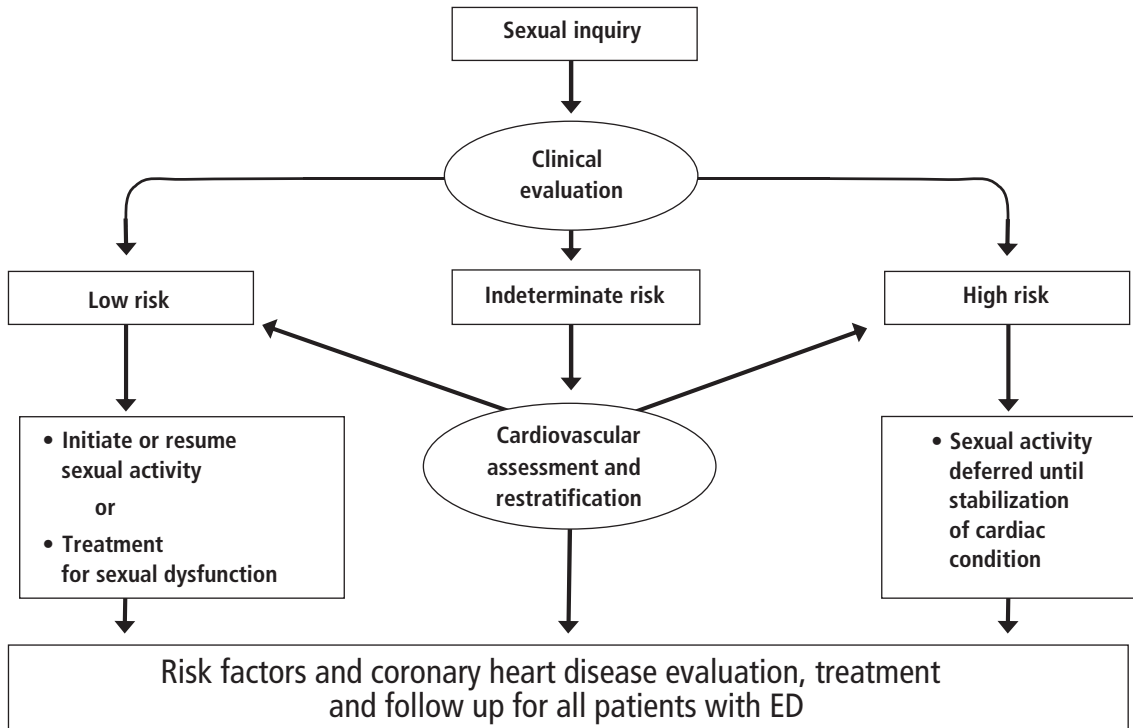 Sexual inquiry
Clinical
evaluation
Low risk
Indeterminate risk
High risk
• Initiate or resume
sexual activity
or
• Treatment
for sexual dysfunction
Cardiovascular
assessment and
restratification
• Sexual activity
deferred until
stabilization
of cardiac
condition
Risk factors and coronary heart disease evaluation, treatment
and follow up for all patients with ED